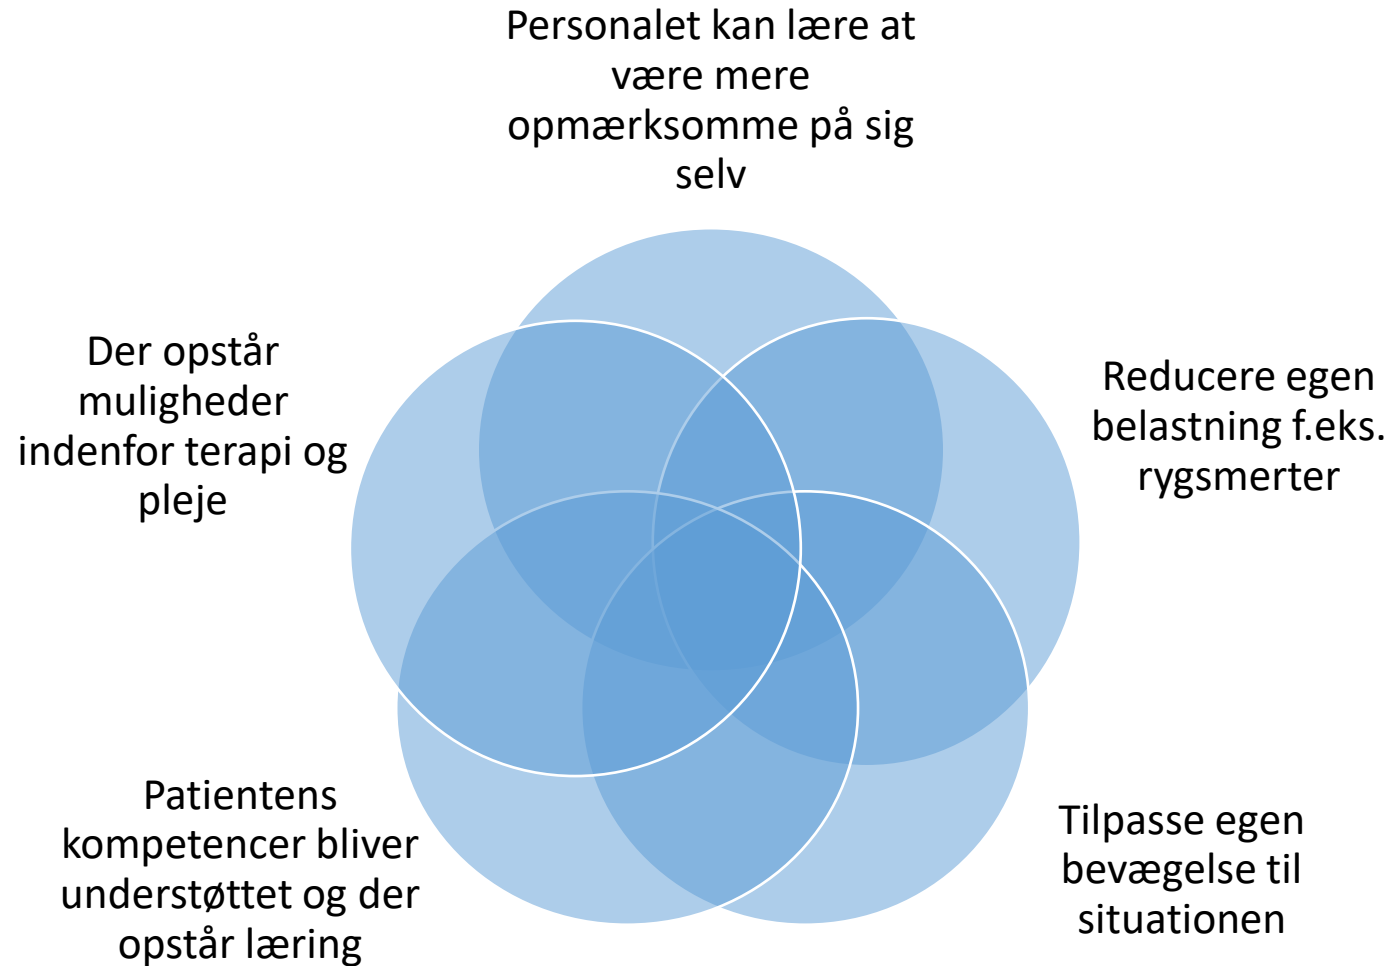 Personalet kan lære at
være mere
opmærksomme på sig
selv
Der opstår
muligheder
indenfor terapi og
pleje
Reducere egen
belastning f.eks.
rygsmerter
Patientens
kompetencer bliver
understøttet og der
opstår læring
Tilpasse egen
bevægelse til
situationen